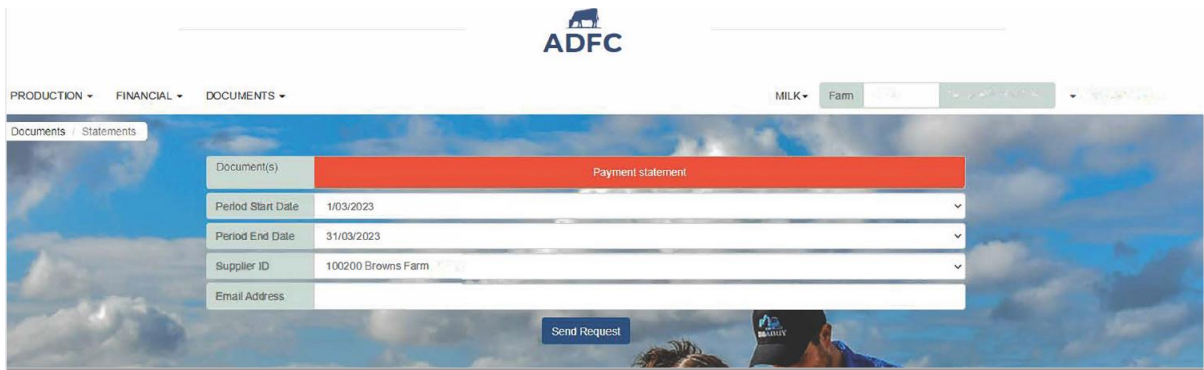 ADFC
PRODUCTION FINANCIAL DOCUMENTS MILK Farm
Documents / Statements
Document(s) Payment statement
Period Start Date 1/03/2023
Period End Date 31/03/2023
Supplier ID 100200 Browns Farm
Email Address
Send Request